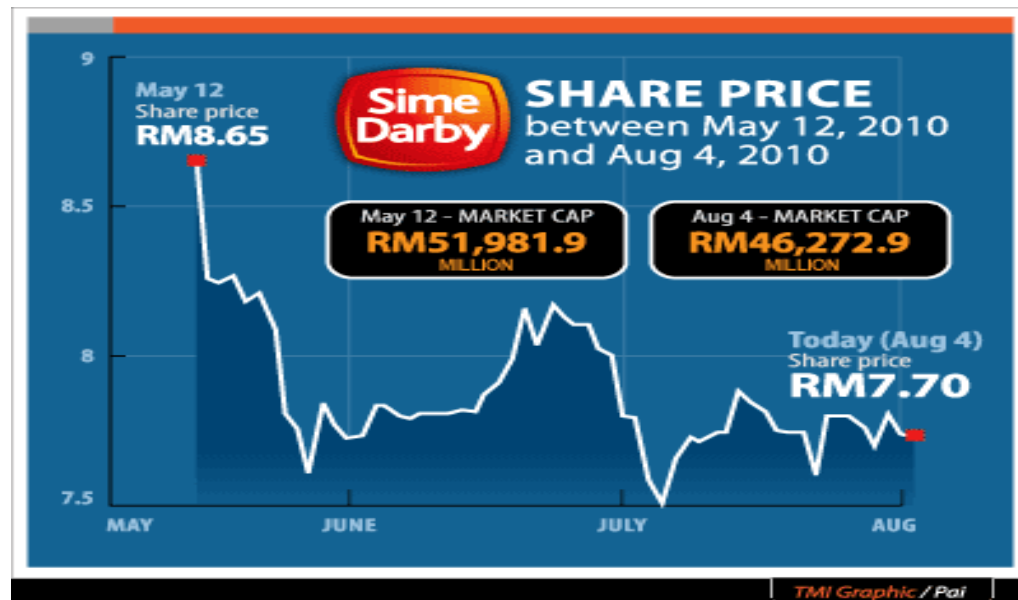 9
May 12
Share price
RM8.65
Sime
Darby
SHARE PRICE
between May 12, 2010
and Aug 4, 2010
8.5
May 12 - MARKET CAP
RM51,981.9
MILLION
Aug 4 - MARKET CAP
RM46,272.9
MILLION
8
Today (Aug 4)
Share price
RM7.70
7.5
MAY JUNE JULY AUG
TMI Graphic / Pai